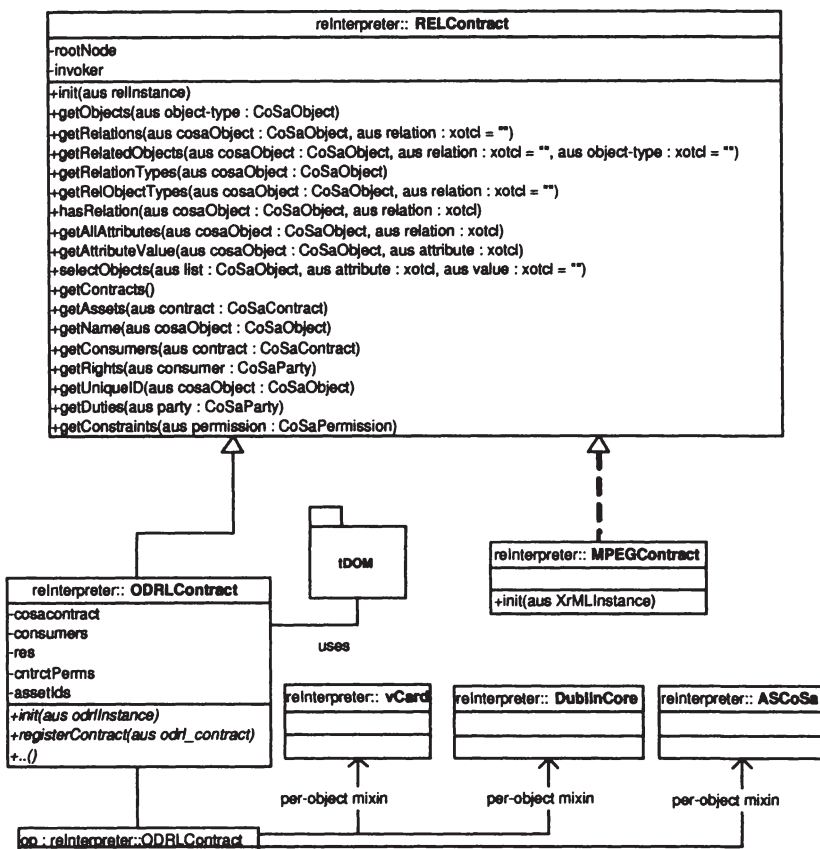 relnterpreter:: RELContract
-rootNode
-invoker
+init(aus relInstance)
+getObjects(aus object-type : CoSaObject)
+getRelations(aus cosaObject : CoSaObject, aus relation : xotcl = "")
+getRelatedObjects(aus cosaObject : CoSaObject, aus relation : xotcl = "", aus object-type : xotcl = "")
+getRelationTypes(aus cosaObject : CoSaObject)
+getRelObjectTypes(aus cosaObject : CoSaObject, aus relation : xotcl = "")
+hasRelation(aus cosaObject : CoSaObject, aus relation : xotcl)
+getAllAttributes(aus cosaObject : CoSaObject, aus relation : xotcl)
+getAttributeValue(aus cosaObject : CoSaObject, aus attribute : xotcl)
+selectObjects(aus list : CoSaObject, aus attribute : xotcl, aus value : xotcl = "")
+getContracts()
+getAssets(aus contract : CoSaContract)
+getName(aus cosaObject : CoSaObject)
+getConsumers(aus contract : CoSaContract)
+getRights(aus consumer : CoSaParty)
+getUniqueID(aus cosaObject : CoSaObject)
+getDuties(aus party : CoSaParty)
+getConstraints(aus permission : CoSaPermission)
tDOM
uses
relnterpreter:: MPEGContract
+init(aus XrMLInstance)
relnterpreter:: ODRLContract
-cosacontract
-consumers
-res
-cntrctPerms
-assetIds
+init(aus odrlInstance)
+registerContract(aus odrl_contract)
+..()
relnterpreter:: vCard
relnterpreter:: DublinCore
relnterpreter:: ASCoSa
per-object mixin
per-object mixin
per-object mixin
op : relnterpreter::ODRLContract